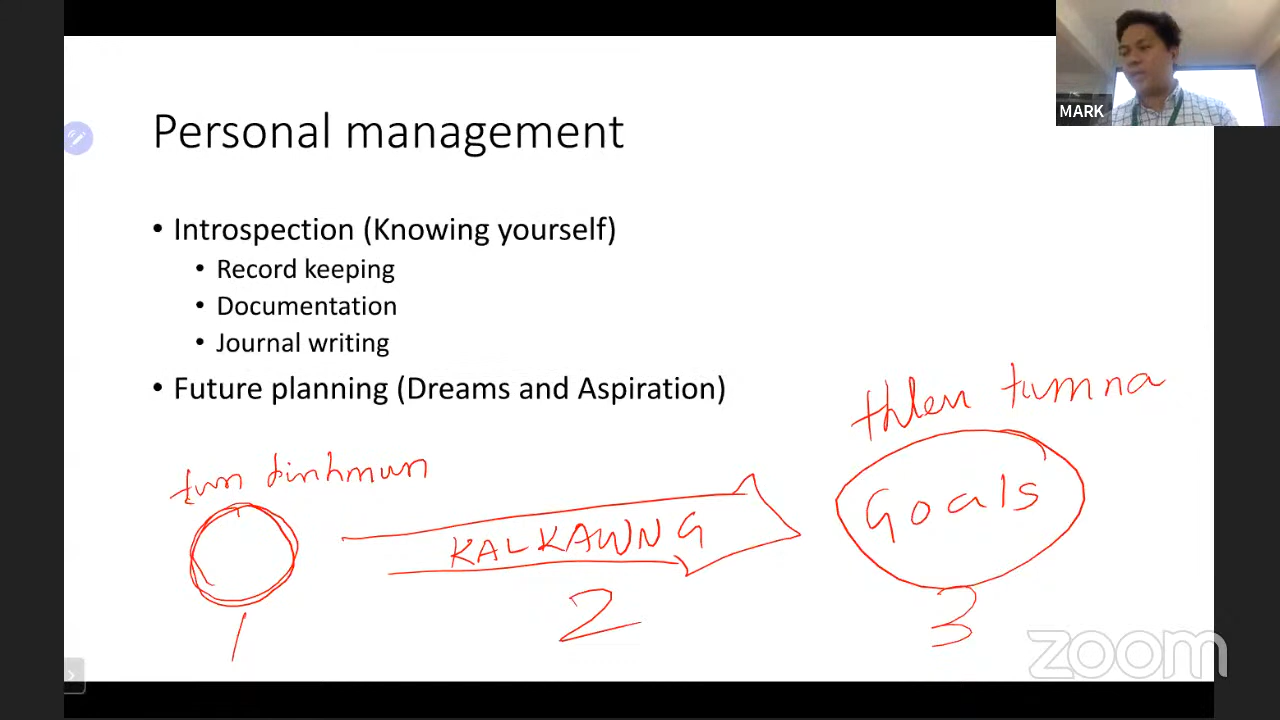 MARK
Personal management
• Introspection (Knowing yourself)
• Record keeping
• Documentation
• Journal writing
• Future planning (Dreams and Aspiration)
thlen tumna
tun dinhmun
Goals
KALKAWNG
1
2
3
zoom